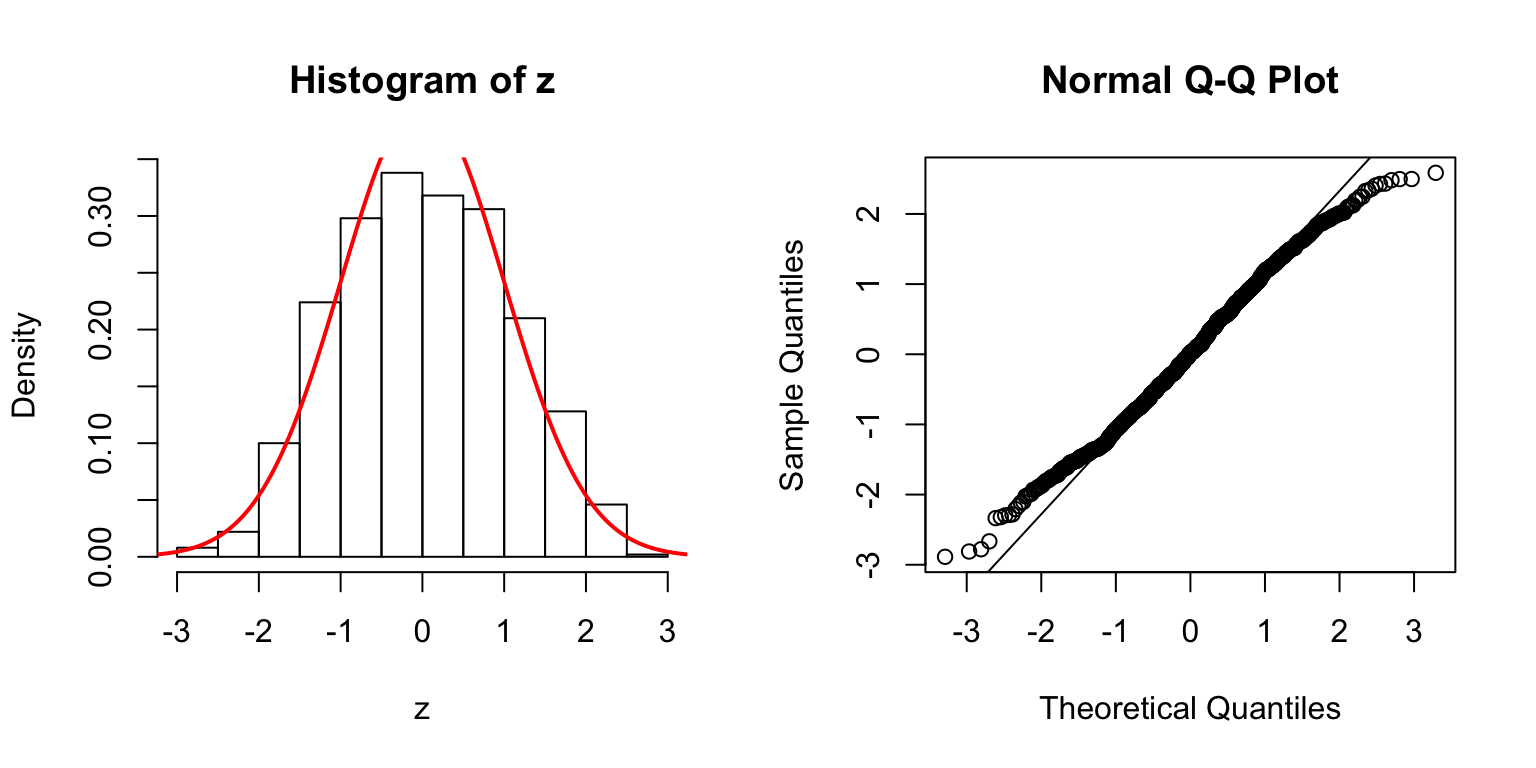 Histogram of z
Density
0.00 0.10 0.20 0.30
-3 -2 -1 0 1 2 3
z
Normal Q-Q Plot
Sample Quantiles
-3 -2 -1 0 1 2
-3 -2 -1 0 1 2 3
Theoretical Quantiles